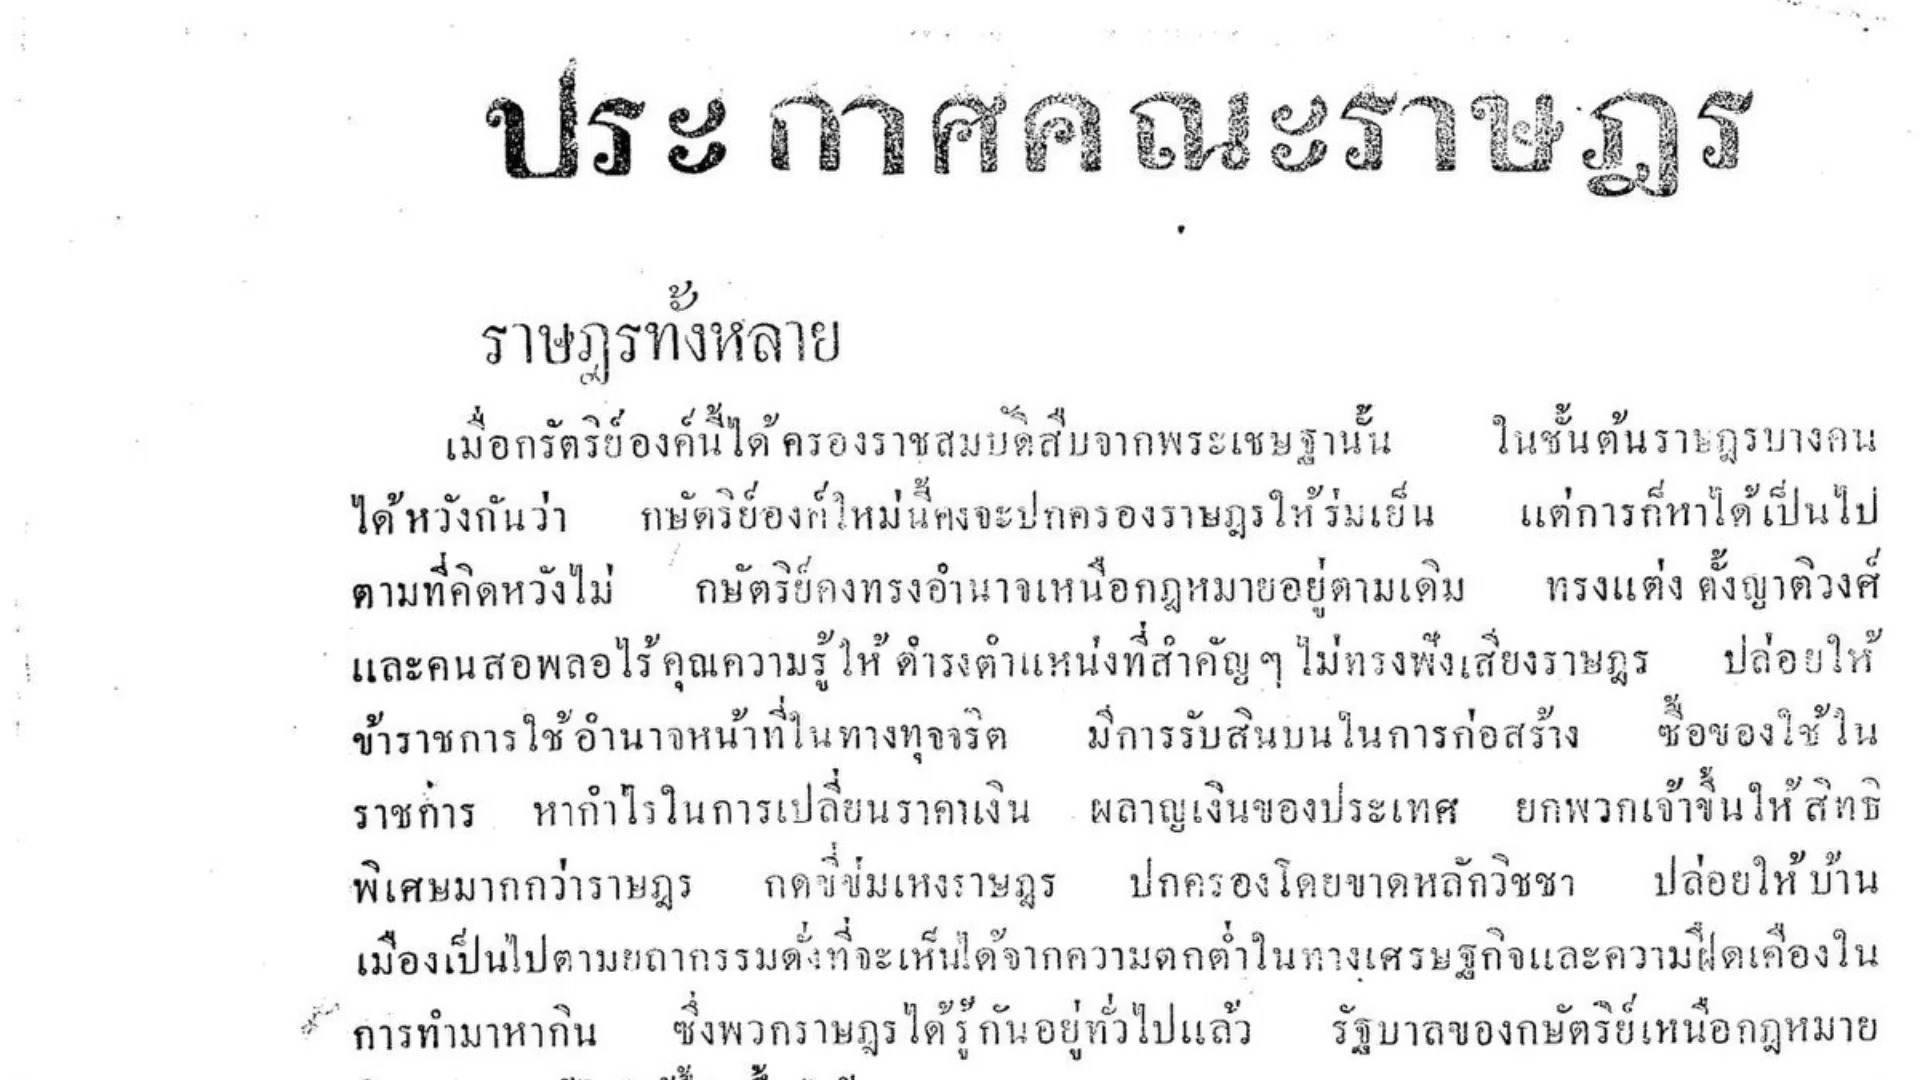 ประกาศคณะราษฎร
ราษฎรทั้งหลาย
เมื่อกษัตริย์องค์นี้ได้ครองราชสมบัติสืบจากพระเชษฐานั้น ในชั้นต้นราษฎรบางคน
ได้หวังกันว่า กษัตริย์องค์ใหม่นี้คงจะปกครองราษฎรให้ร่มเย็น แต่การก็หาได้เป็นไป
ตามที่คิดหวังไม่ กษัตริย์คงทรงอำนาจเหนือกฎหมายอยู่ตามเดิม ทรงแต่งตั้งญาติวงศ์
และคนสอพลอไร้คุณความรู้ให้ดำรงตำแหน่งที่สำคัญๆ ไม่ทรงฟังเสียงราษฎร ปล่อยให้
ข้าราชการใช้อำนาจหน้าที่ในทางทุจจริต มีการรับสินบนในการก่อสร้าง ซื้อของใช้ใน
ราชการ หากำไรในการเปลี่ยนราคาเงิน ผลาญเงินของประเทศ ยกพวกเจ้าขึ้นให้สิทธิ
พิเศษมากกว่าราษฎร กดขี่ข่มเหงราษฎร ปกครองโดยขาดหลักวิชชา ปล่อยให้บ้าน
เมืองเป็นไปตามยถากรรมดั่งที่จะเห็นได้จากความตกต่ำในทางเศรษฐกิจและความฝืดเคืองใน
การทำมาหากิน ซึ่งพวกราษฎรได้รู้กันอยู่ทั่วไปแล้ว รัฐบาลของกษัตริย์เหนือกฎหมาย